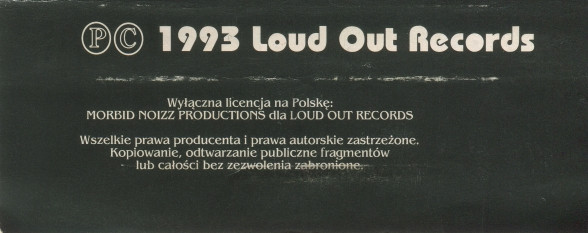 Ⓟ Ⓒ 1993 Loud Out Records
Wyłączna licencja na Polskę:
MORBID NOIZZ PRODUCTIONS dla LOUD OUT RECORDS
Wszelkie prawa producenta i prawa autorskie zastrzeżone.
Kopiowanie, odtwarzanie publiczne fragmentów
lub całości bez zezwolenia zabronione.